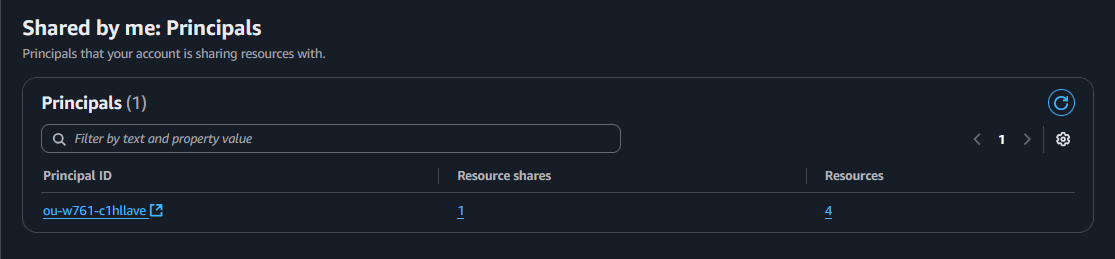 Shared by me: Principals
Principals that your account is sharing resources with.
Principals (1)
Filter by text and property value
1
Principal ID
Resource shares
Resources
ou-w761-c1hllave
1
4